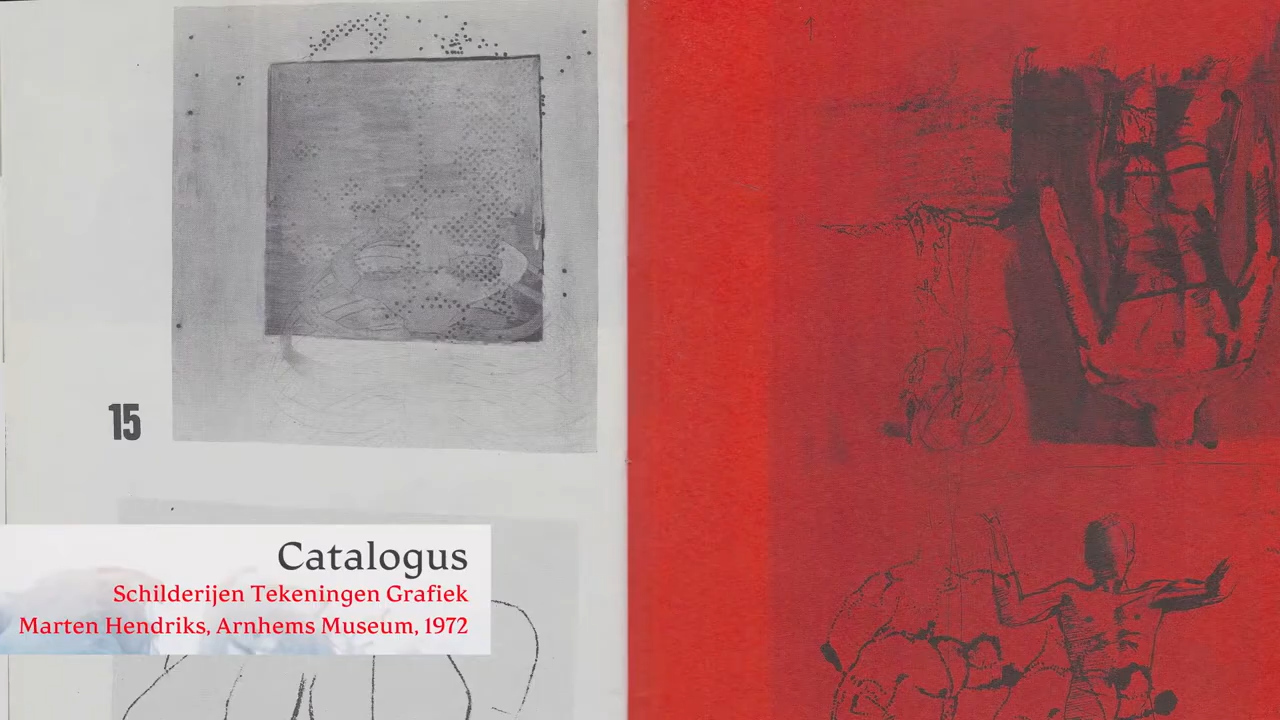 15
Catalogus
Schilderijen Tekeningen Grafiek
Marten Hendriks, Arnhems Museum, 1972